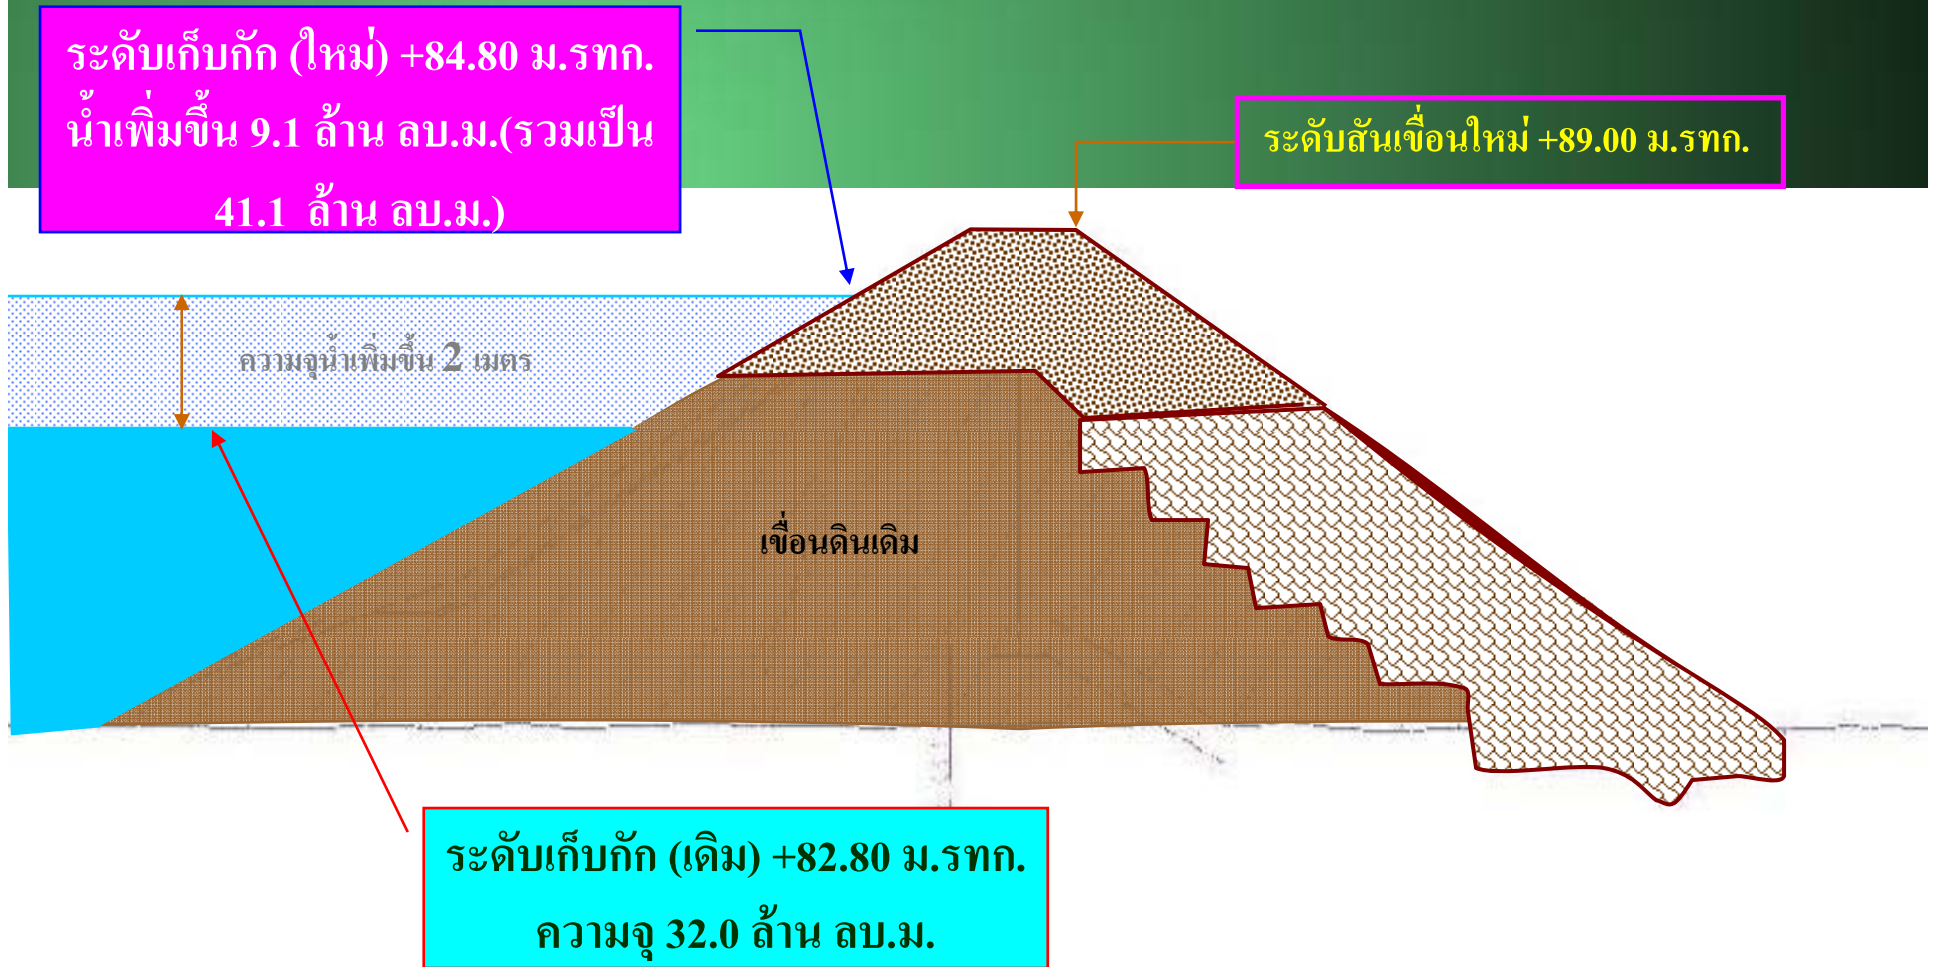 ระดับเก็บกัก (ใหม่) +84.80 ม.รทก.
น้ำเพิ่มขึ้น 9.1 ล้าน ลบ.ม.(รวมเป็น
41.1 ล้าน ลบ.ม.)
ระดับสันเขื่อนใหม่ +89.00 ม.รทก.
ความจุน้ำเพิ่มขึ้น 2 เมตร
เขื่อนดินเดิม
ระดับเก็บกัก (เดิม) +82.80 ม.รทก.
ความจุ 32.0 ล้าน ลบ.ม.